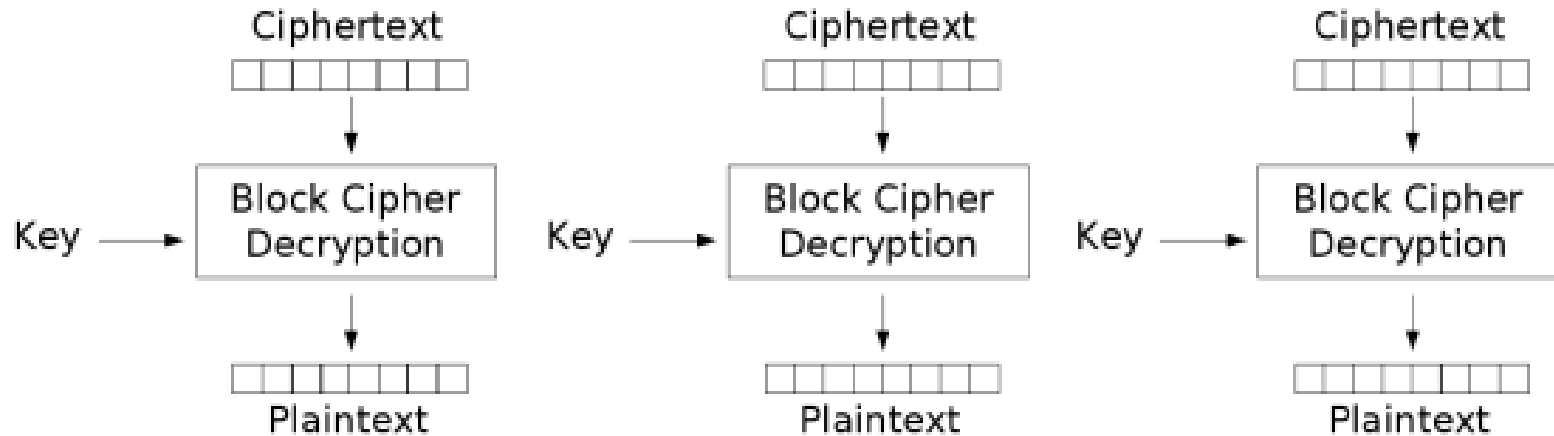 Ciphertext Ciphertext Ciphertext
Block Cipher Block Cipher Block Cipher
Key Decryption Key Decryption Key Decryption
Plaintext Plaintext Plaintext